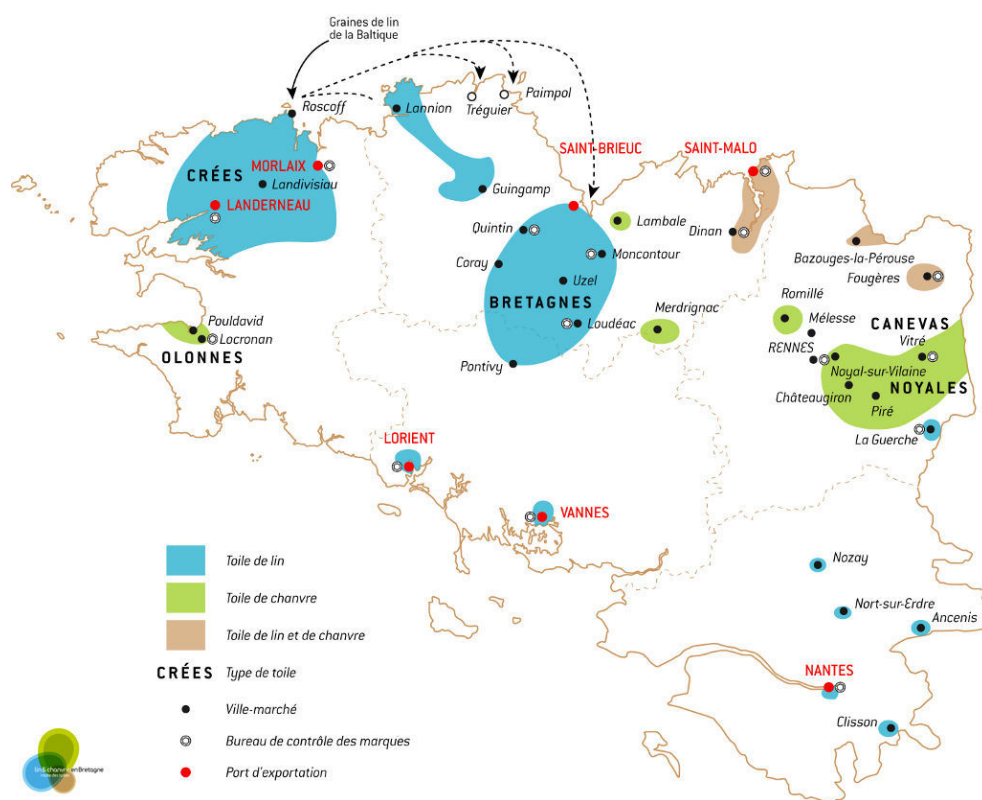 Graines de lin
de la Baltique
Roscoff
Lannion
Tréguier
Paimpol
SAINT-BRIEUC
SAINT-MALO
MORLAIX
CRÉES
Landivisiau
LANDERNEAU
Guingamp
Quintin
Lambale
Dinan
Moncontour
Coray
Uzel
BRETAGNES
Loudéac
Merdrignac
Pontivy
Bazouges-la-Pérouse
Fougères
Romillé
Mélesse
CANEVAS
Vitré
RENNES
Noyal-sur-Vilaine
NOYALES
Châteaugiron
Piré
La Guerche
Pouldavid
Locronan
OLONNES
LORIENT
VANNES
Nozay
Nort-sur-Erdre
Ancenis
NANTES
Clisson
Toile de lin
Toile de chanvre
Toile de lin et de chanvre
CRÉES Type de toile
Ville-marché
Bureau de contrôle des marques
Port d'exportation
Lin & chanvre en Bretagne